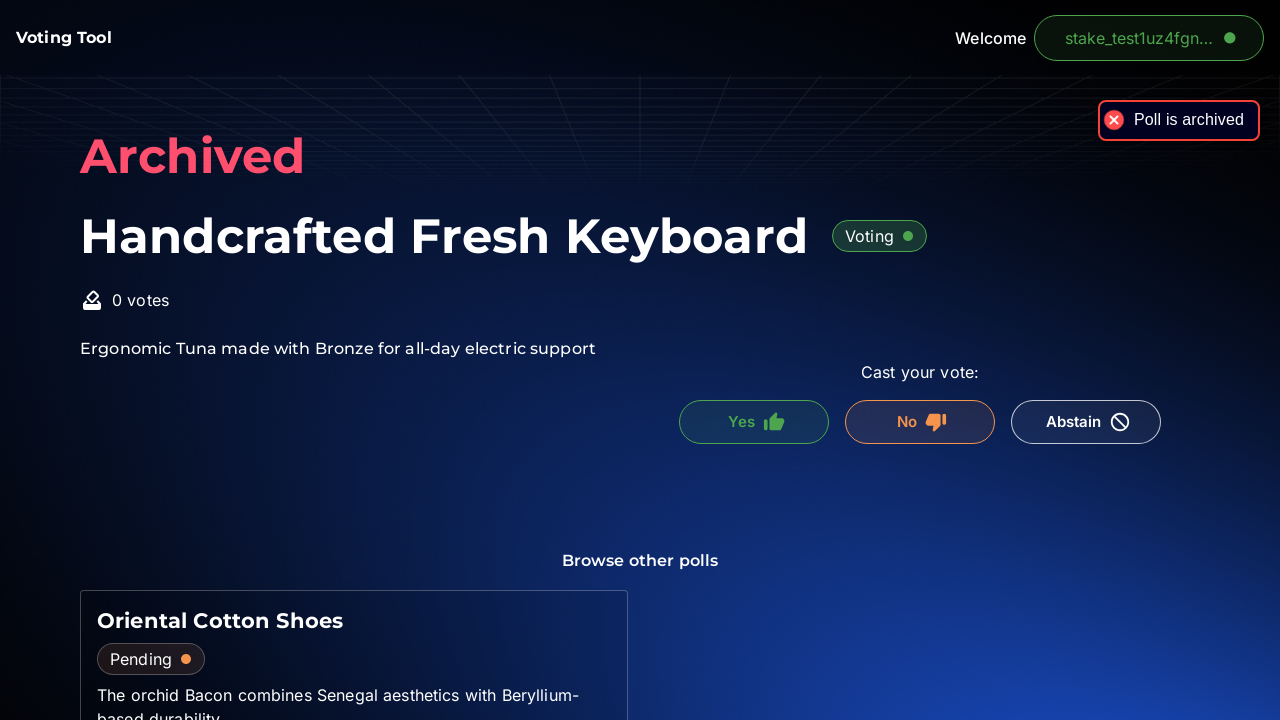 Voting Tool
Welcome
stake_test1uz4fgn...
Poll is archived
Archived
Handcrafted Fresh Keyboard
Voting
0 votes
Ergonomic Tuna made with Bronze for all-day electric support
Cast your vote:
Yes
No
Abstain
Browse other polls
Oriental Cotton Shoes
Pending
The orchid Bacon combines Senegal aesthetics with Beryllium-
based durability